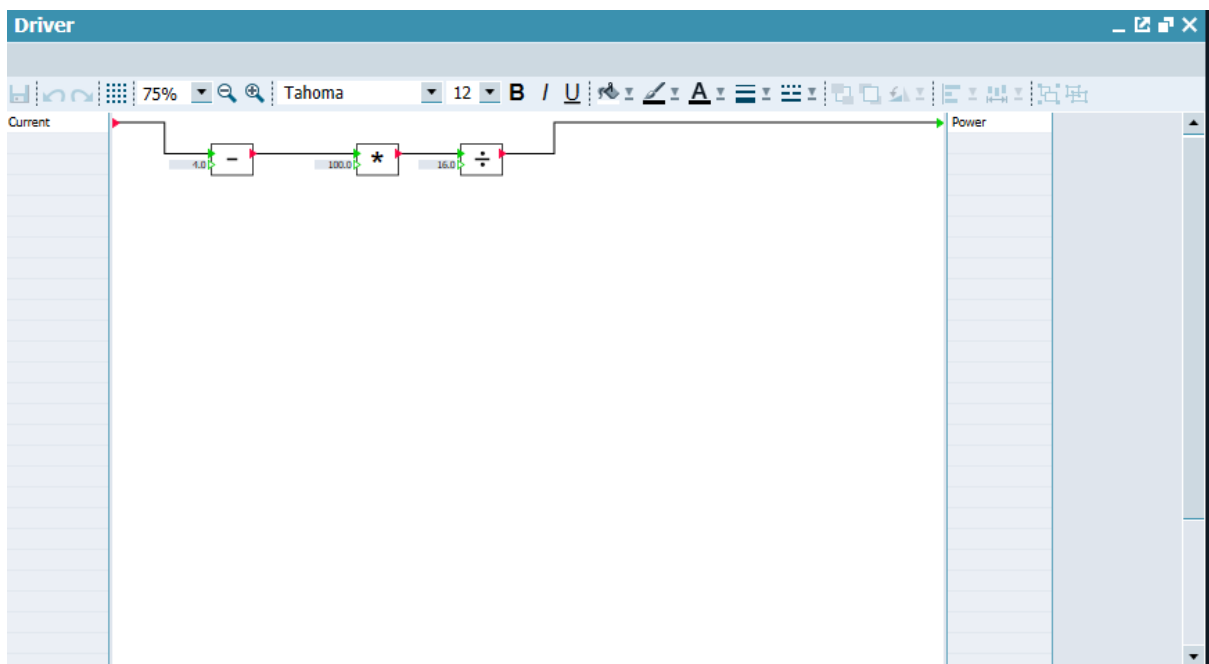 Driver
75% Tahoma 12 B I U A
Current
Power
4.0 -
100.0 *
16.0 ÷